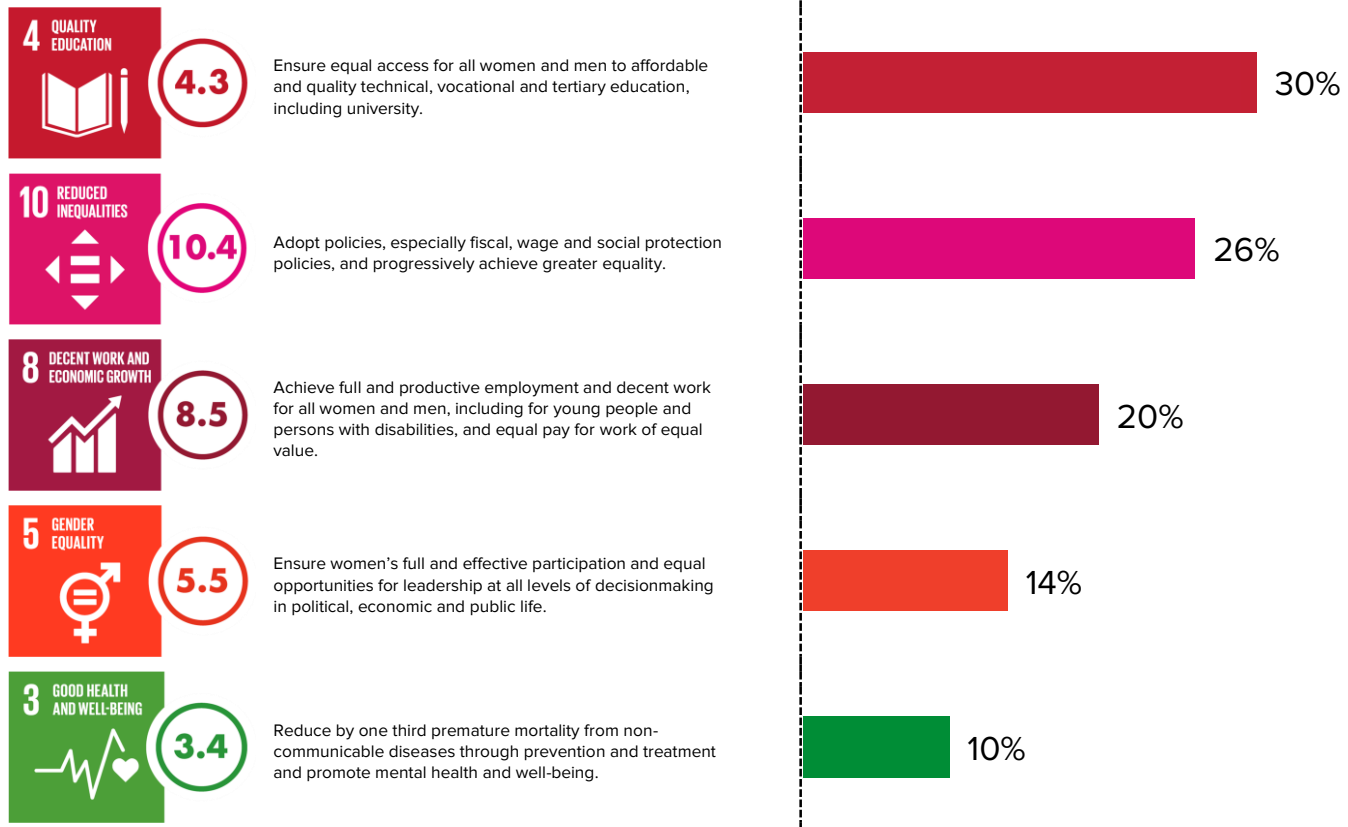 4 QUALITY
EDUCATION
4.3
Ensure equal access for all women and men to affordable
and quality technical, vocational and tertiary education,
including university.
30%
10 REDUCED
INEQUALITIES
10.4
Adopt policies, especially fiscal, wage and social protection
policies, and progressively achieve greater equality.
26%
8 DECENT WORK AND
ECONOMIC GROWTH
8.5
Achieve full and productive employment and decent work
for all women and men, including for young people and
persons with disabilities, and equal pay for work of equal
value.
20%
5 GENDER
EQUALITY
5.5
Ensure women’s full and effective participation and equal
opportunities for leadership at all levels of decisionmaking
in political, economic and public life.
14%
3 GOOD HEALTH
AND WELL-BEING
3.4
Reduce by one third premature mortality from non-
communicable diseases through prevention and treatment
and promote mental health and well-being.
10%